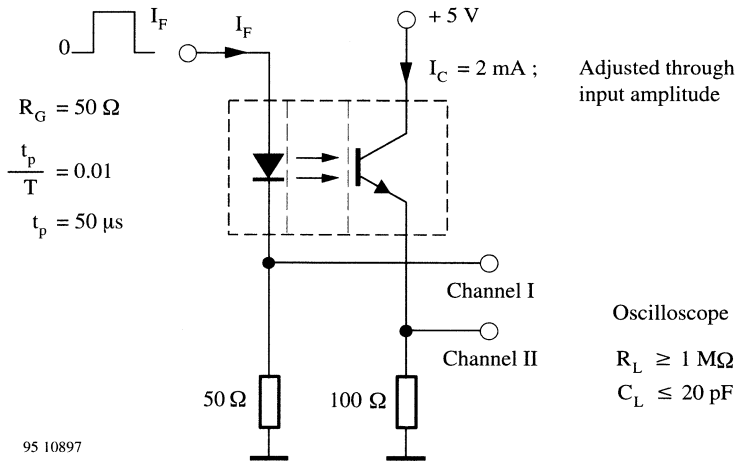 I_F
0
I_F
+ 5 V
I_C = 2 mA ;
Adjusted through
input amplitude
R_G = 50 Ω
t_p
T
= 0.01
t_p = 50 μs
Channel I
Channel II
50 Ω
100 Ω
Oscilloscope
R_L ≥ 1 MΩ
C_L ≤ 20 pF
95 10897